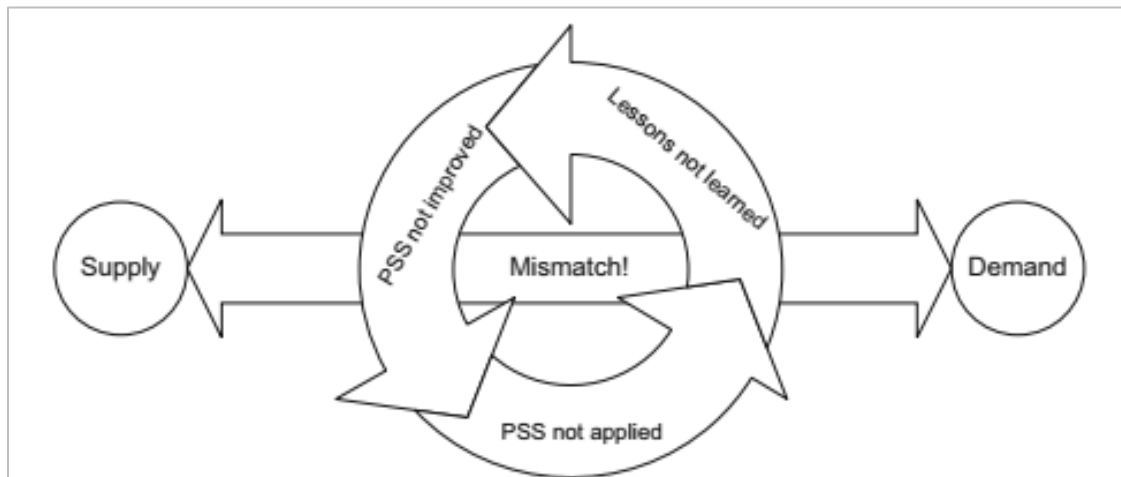 Lessons not learned
PSS not improved
Supply
Mismatch!
Demand
PSS not applied